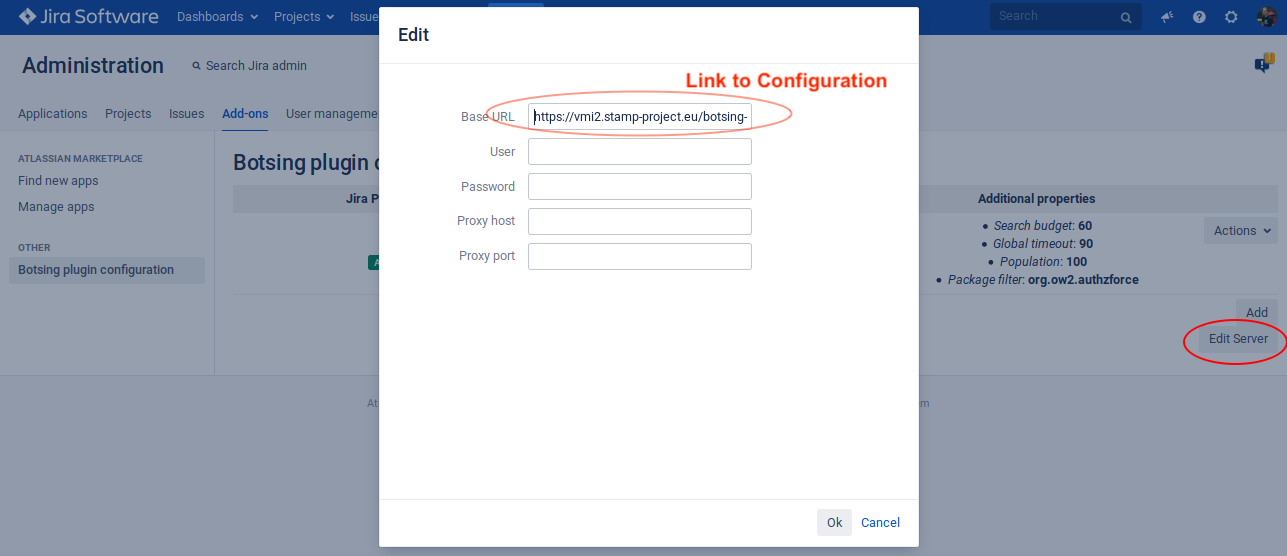 Jira Software Dashboards Projects Issue Search
Edit
Administration Search Jira admin
Link to Configuration
Applications Projects Issues Add-ons User manageme
Base URL https://vmi2.stamp-project.eu/botsing-
User
Password
Proxy host
Proxy port
ATLASSIAN MARKETPLACE
Find new apps
Manage apps
OTHER
Botsing plugin configuration
Botsing plugin
Jira P Additional properties
Search budget: 60
Global timeout: 90
Population: 100
Package filter: org.ow2.authzforce
Actions
Add
Edit Server
Ok Cancel